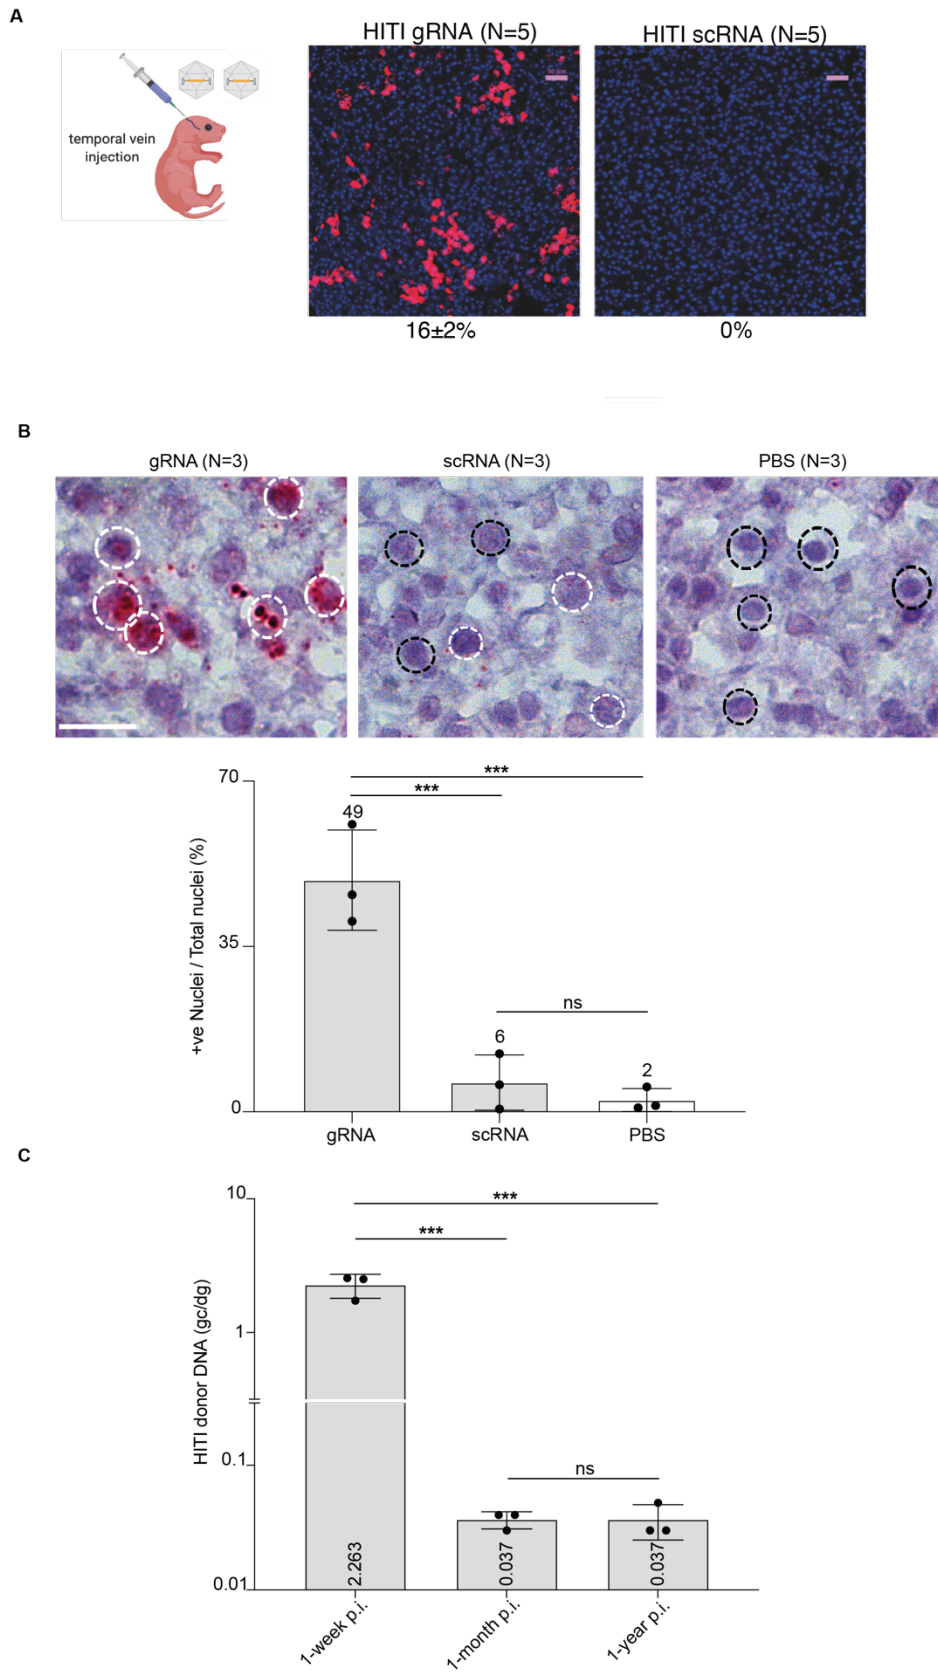 A
temporal vein
injection
HITI gRNA (N=5)
HITI scRNA (N=5)
16±2%
0%
B
gRNA (N=3)
scRNA (N=3)
PBS (N=3)
+ve Nuclei / Total nuclei (%)
70
35
0
***
***
49
ns
6
2
gRNA
scRNA
PBS
C
HITI donor DNA (gc/dg)
10
1
0.1
0.01
***
***
ns
2.263
0.037
0.037
1-week p.i.
1-month p.i.
1-year p.i.